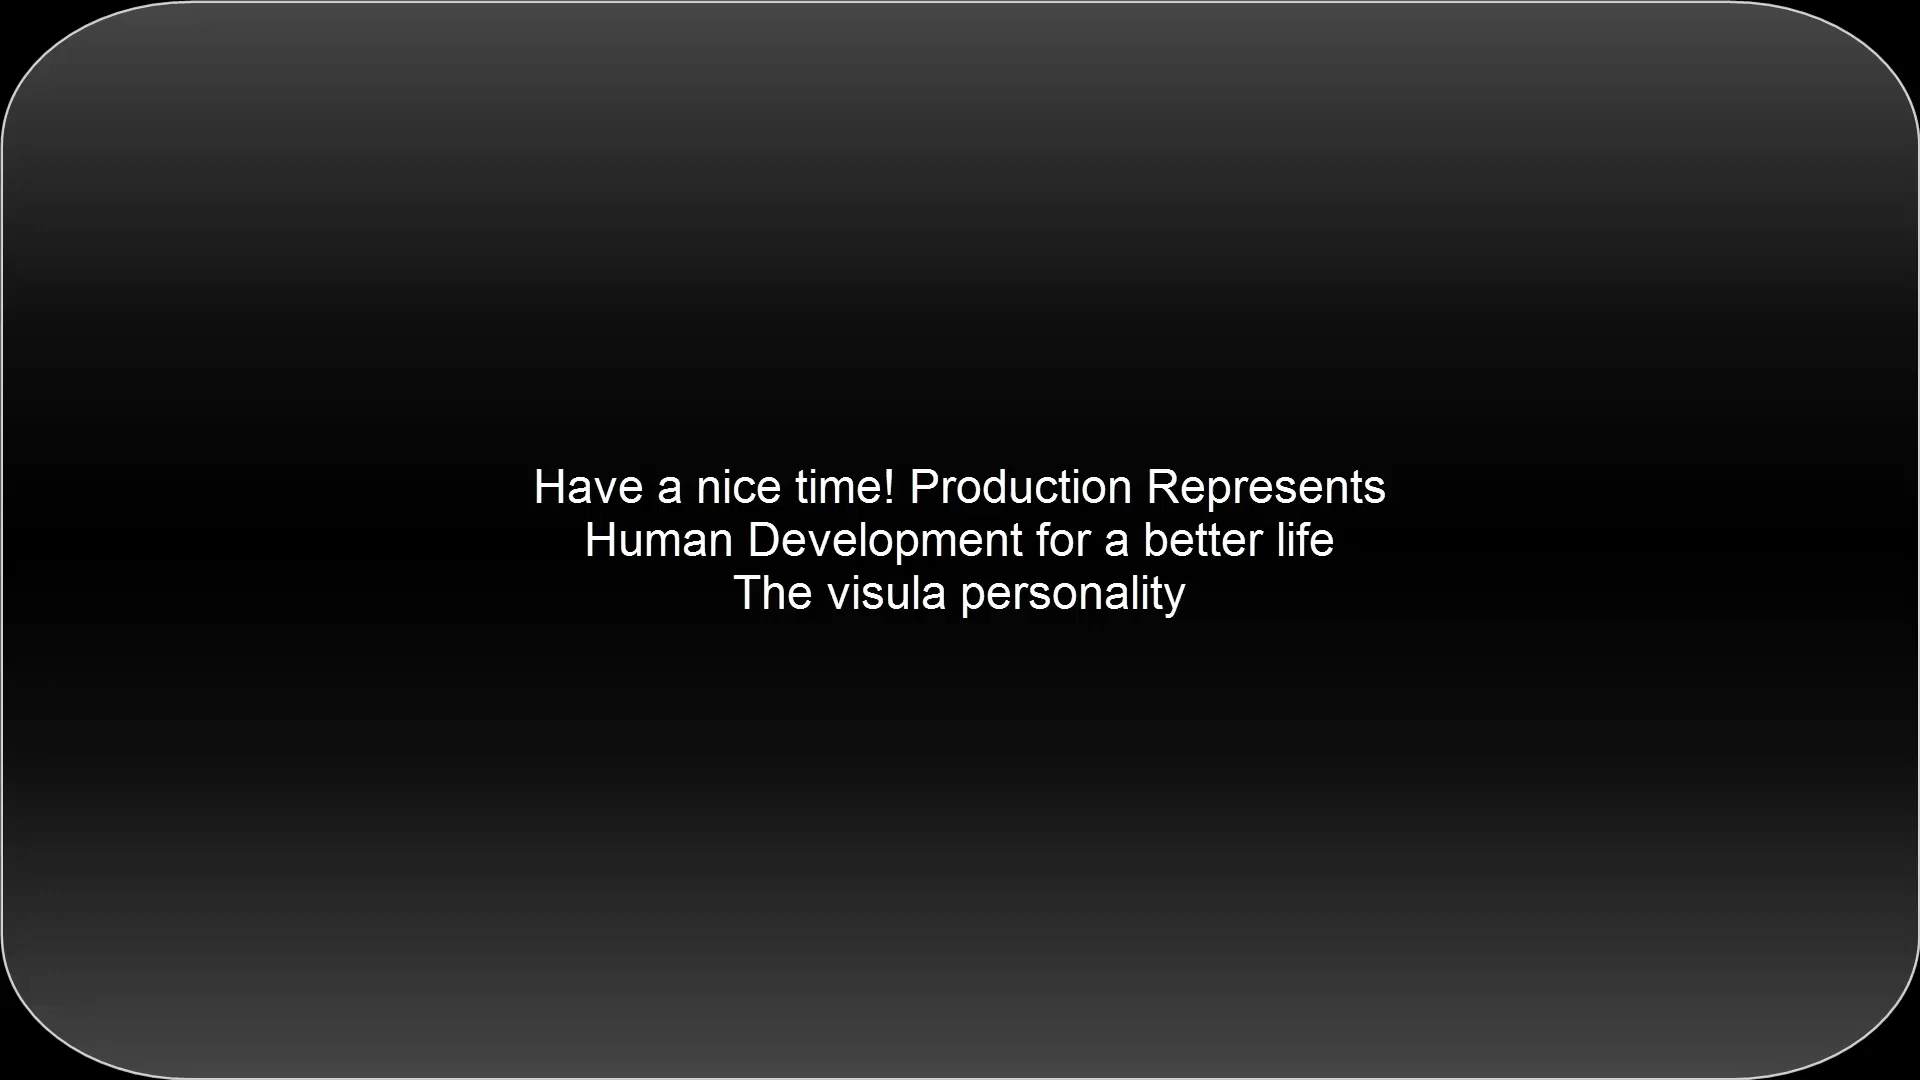 Have a nice time! Production Represents
Human Development for a better life
The visula personality